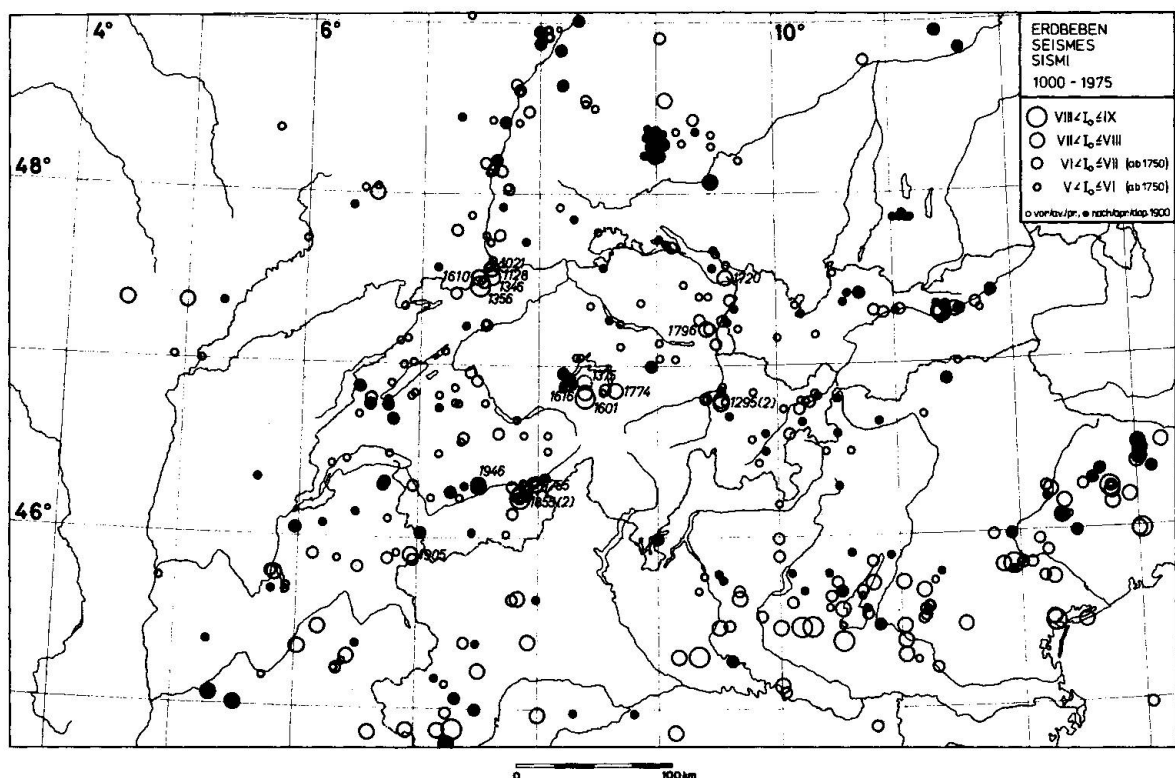 4°
6°
8°
10°
48°
46°
ERDBEBEN
SEISMES
SISMI
1000 - 1975
VIII < I₀ ≤ IX
VII < I₀ ≤ VIII
VI < I₀ ≤ VII (ab 1750)
V < I₀ ≤ VI (ab 1750)
o vor/av./pr., ● nach/apr./dop. 1900
1021
1610
1128
1346
1356
1720
1796
1375
1616
1774
1601
1295(2)
1946
1855(2)
1905
0 100 km